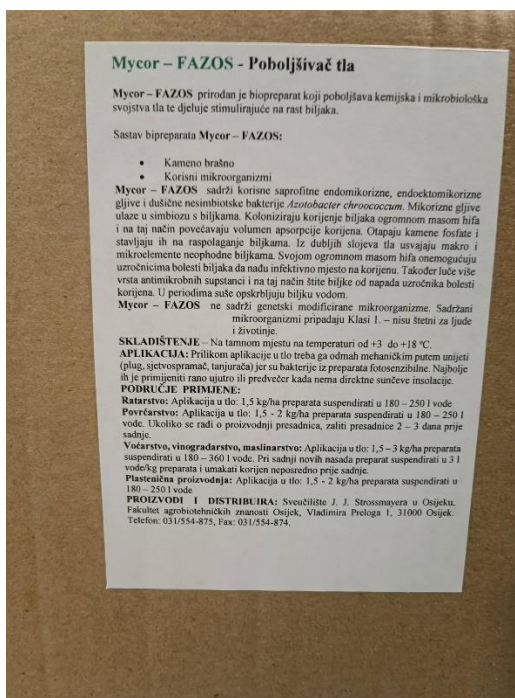 Mycor – FAZOS - Poboljšivač tla
Mycor – FAZOS prirodan je biopreparat koji poboljšava kemijska i mikrobiološka
svojstva tla te djeluje stimulirajuće na rast biljaka.
Sastav bipreparata Mycor – FAZOS:
• Kameno brašno
• Korisni mikroorganizmi
Mycor – FAZOS sadrži korisne saprofitne endomikorizne, endoektomikorizne
gljive i dušične nesimbiotske bakterije Azotobacter chroococcum. Mikorizne gljive
ulaze u simbiozu s biljkama. Koloniziraju korijenje biljaka ogromnom masom hifa
i na taj način povećavaju volumen apsorpcije korijena. Otapaju kamene fosfate i
stavljaju ih na raspolaganje biljkama. Iz dubljih slojeva tla usvajaju makro i
mikroelemente neophodne biljkama. Svojom ogromnom masom hifa onemogućuju
uzročnicima bolesti biljaka da nađu infektivno mjesto na korijenu. Također luče više
vrsta antimikrobnih supstanci i na taj način štite biljke od napada uzročnika bolesti
korijena. U periodima suše opskrbljuju biljku vodom.
Mycor – FAZOS ne sadrži genetski modificirane mikroorganizme. Sadržani
mikroorganizmi pripadaju Klasi 1. – nisu štetni za ljude
i životinje.
SKLADIŠTENJE – Na tamnom mjestu na temperaturi od +3 do +18 ºC.
APLIKACIJA: Prilikom aplikacije u tlo treba ga odmah mehaničkim putem unijeti
(plug, sjetvospremač, tanjurača) jer su bakterije iz preparata fotosenzibilne. Najbolje
ih je primijeniti rano ujutro ili predvečer kada nema direktne sunčeve insolacije.
PODRUČJE PRIMJENE:
Ratarstvo: Aplikacija u tlo: 1,5 kg/ha preparata suspendirati u 180 – 250 l vode
Povrćarstvo: Aplikacija u tlo: 1,5 - 2 kg/ha preparata suspendirati u 180 – 250 l
vode. Ukoliko se radi o proizvodnji presadnica, zaliti presadnice 2 – 3 dana prije
sadnje.
Voćarstvo, vinogradarstvo, maslinarstvo: Aplikacija u tlo: 1,5 – 3 kg/ha preparata
suspendirati u 180 – 360 l vode. Pri sadnji novih nasada preparat suspendirati u 3 l
vode/kg preparata i umakati korijen neposredno prije sadnje.
Plastenična proizvodnja: Aplikacija u tlo: 1,5 - 2 kg/ha preparata suspendirati u
180 – 250 l vode
PROIZVODI I DISTRIBUIRA: Sveučilište J. J. Strossmayera u Osijeku.
Fakultet agrobiotehničkih znanosti Osijek, Vladimira Preloga 1, 31000 Osijek.
Telefon: 031/554-875, Fax: 031/554-874.